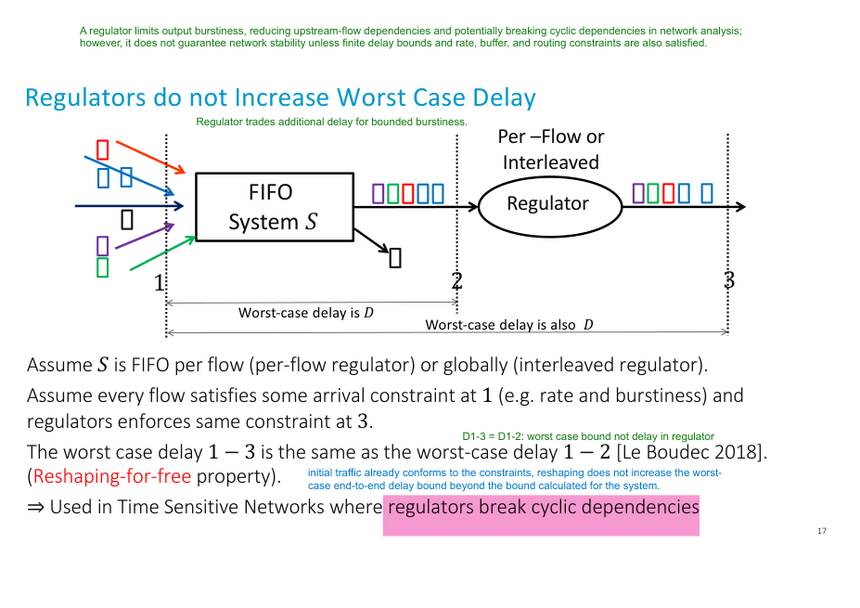 A regulator limits output burstiness, reducing upstream-flow dependencies and potentially breaking cyclic dependencies in network analysis;
however, it does not guarantee network stability unless finite delay bounds and rate, buffer, and routing constraints are also satisfied.
Regulators do not Increase Worst Case Delay
Regulator trades additional delay for bounded burstiness.
Per –Flow or
Interleaved
FIFO
System S
Regulator
1
2
3
Worst-case delay is D
Worst-case delay is also D
Assume S is FIFO per flow (per-flow regulator) or globally (interleaved regulator).
Assume every flow satisfies some arrival constraint at 1 (e.g. rate and burstiness) and
regulators enforces same constraint at 3.
D1-3 = D1-2: worst case bound not delay in regulator
The worst case delay 1 − 3 is the same as the worst-case delay 1 − 2 [Le Boudec 2018].
(Reshaping-for-free property).
initial traffic already conforms to the constraints, reshaping does not increase the worst-
case end-to-end delay bound beyond the bound calculated for the system.
⇒ Used in Time Sensitive Networks where regulators break cyclic dependencies
17